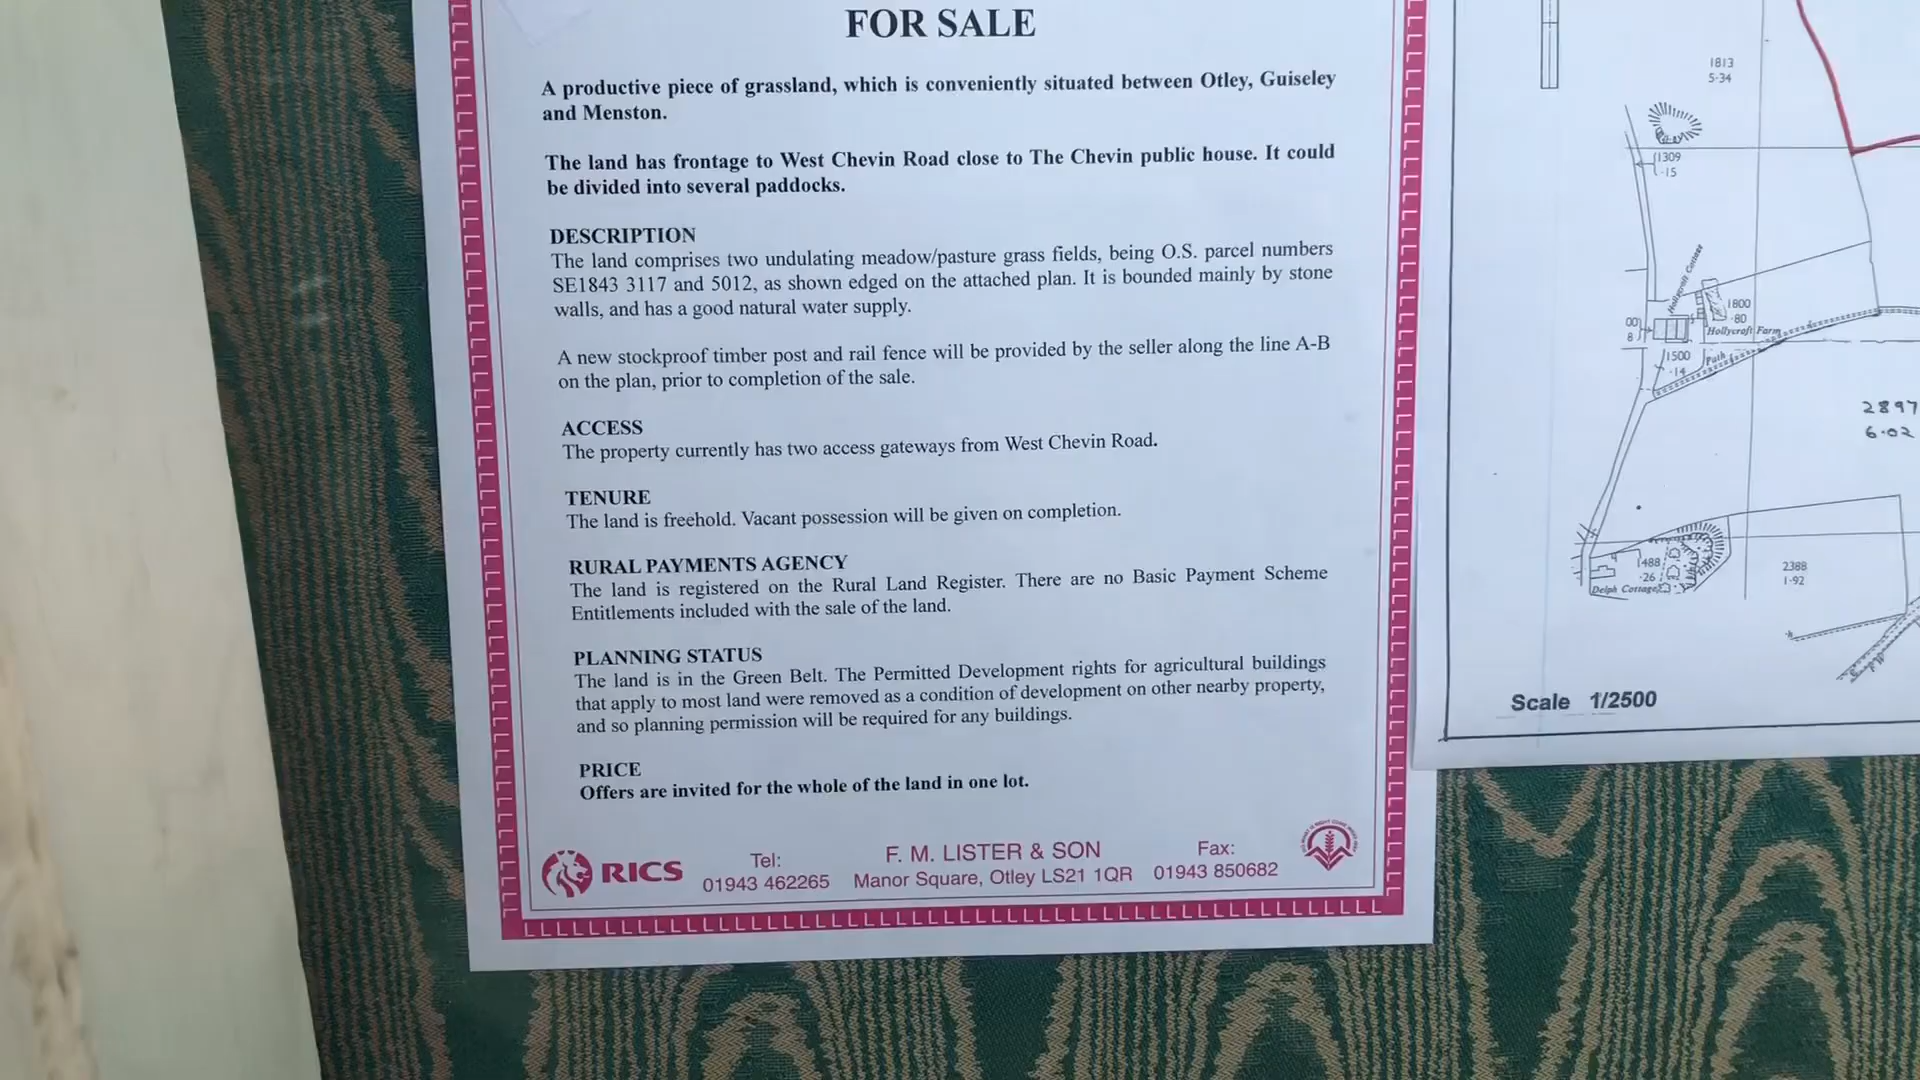 FOR SALE
A productive piece of grassland, which is conveniently situated between Otley, Guiseley
and Menston.
The land has frontage to West Chevin Road close to The Chevin public house. It could
be divided into several paddocks.
DESCRIPTION
The land comprises two undulating meadow/pasture grass fields, being O.S. parcel numbers
SE1843 3117 and 5012, as shown edged on the attached plan. It is bounded mainly by stone
walls, and has a good natural water supply.
A new stockproof timber post and rail fence will be provided by the seller along the line A-B
on the plan, prior to completion of the sale.
ACCESS
The property currently has two access gateways from West Chevin Road.
TENURE
The land is freehold. Vacant possession will be given on completion.
RURAL PAYMENTS AGENCY
The land is registered on the Rural Land Register. There are no Basic Payment Scheme
Entitlements included with the sale of the land.
PLANNING STATUS
The land is in the Green Belt. The Permitted Development rights for agricultural buildings
that apply to most land were removed as a condition of development on other nearby property,
and so planning permission will be required for any buildings.
PRICE
Offers are invited for the whole of the land in one lot.
RICS
Tel:
01943 462265
F. M. LISTER & SON
Manor Square, Otley LS21 1QR
Fax:
01943 850682
1813
5·34
1309
·15
Hollycroft Cottage
1800
·80
Hollycroft Farm
00
8
1500
·14
Path
2897
6·02
1488
·26
Delph Cottage
2388
1·92
Scale 1/2500